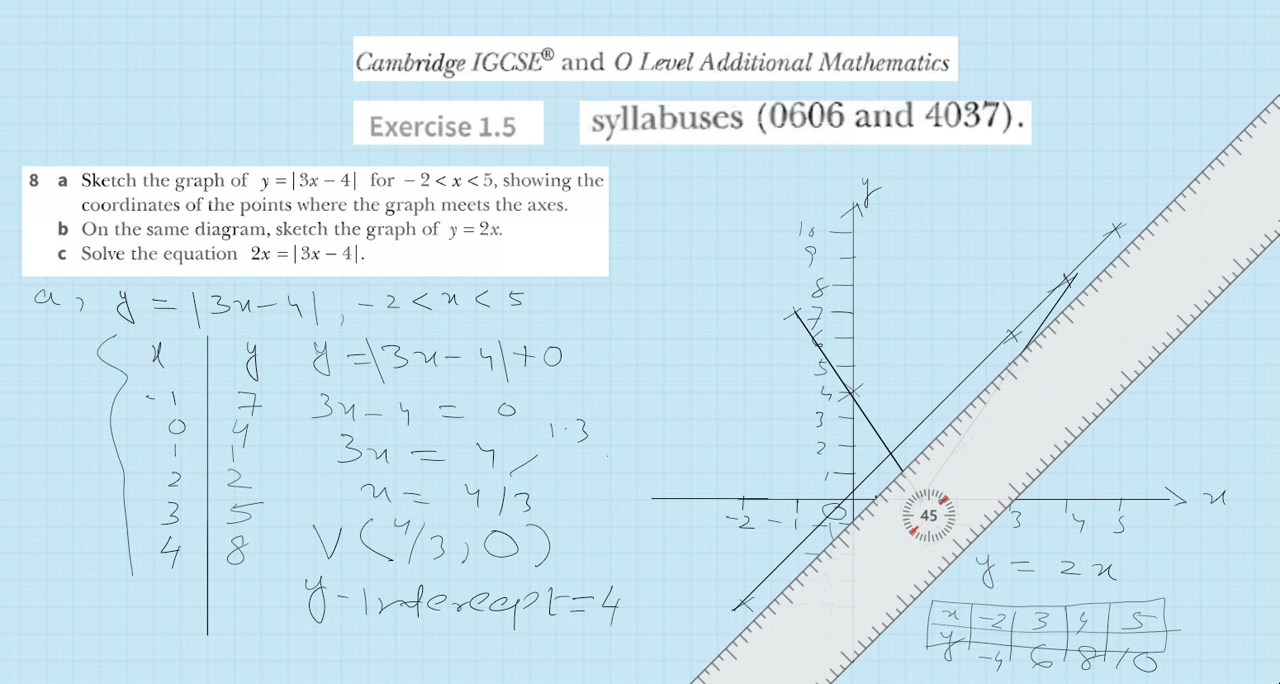 Cambridge IGCSE® and O Level Additional Mathematics
Exercise 1.5 syllabuses (0606 and 4037).
8 a Sketch the graph of y = |3x − 4| for − 2 < x < 5, showing the
coordinates of the points where the graph meets the axes.
b On the same diagram, sketch the graph of y = 2x.
c Solve the equation 2x = |3x − 4|.
a, y = |3x−4|, −2 < x < 5
x y y = |3x−4|+0
-1 7 3x−4 = 0
0 4
1 1 3x = 4 1.3
2 2
3 5 x = 4/3
4 8 V (4/3, 0)
y-intercept=4
y
10
9
8
7
6
5
4
3
2
1
-2 -1 0 3 4 5 x
-1
45
y = 2x
x -2 3 4 5
y -4 6 8 10